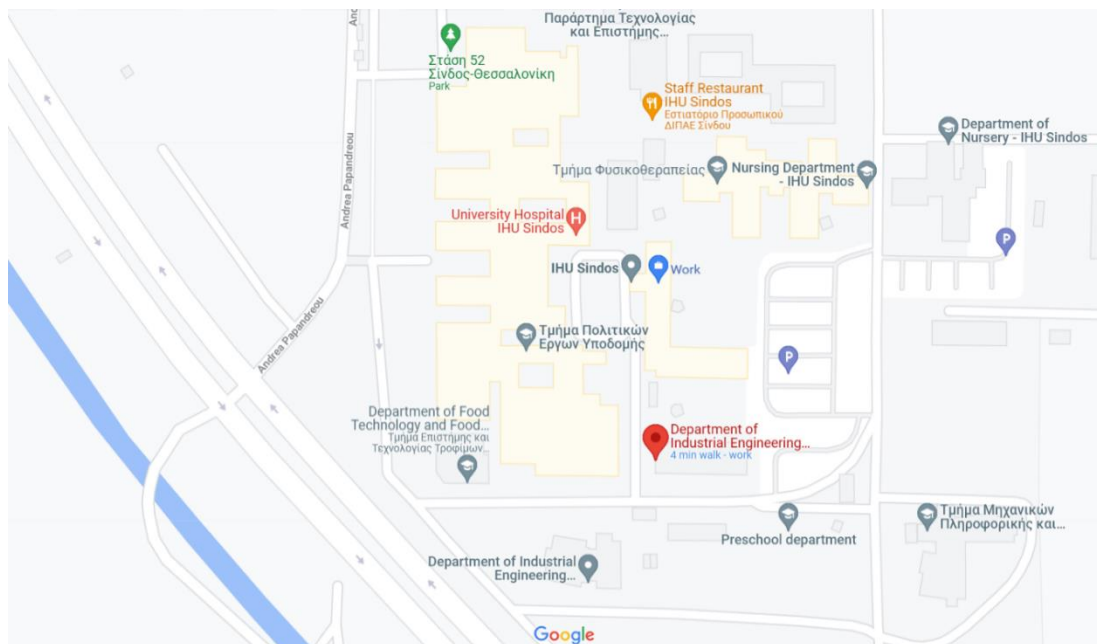 Παράρτημα Τεχνολογίας
και Επιστήμης...
Στάση 52
Σίνδος-Θεσσαλονίκη
Park
Staff Restaurant
IHU Sindos
Εστιατόριο Προσωπικού
ΔΙΠΑΕ Σίνδου
Department of
Nursery - IHU Sindos
Τμήμα Φυσικοθεραπείας
Nursing Department
- IHU Sindos
Andrea Papandreou
University Hospital
IHU Sindos
H
P
IHU Sindos
Work
Τμήμα Πολιτικών
Εργων Υποδομής
Andrea Papandreou
P
Department of Food
Technology and Food...
Τμήμα Επιστήμης και
Τεχνολογίας Τροφίμων...
Department of
Industrial Engineering...
4 min walk - work
Τμήμα Μηχανικών
Πληροφορικής και...
Preschool department
Department of Industrial
Engineering...
Google